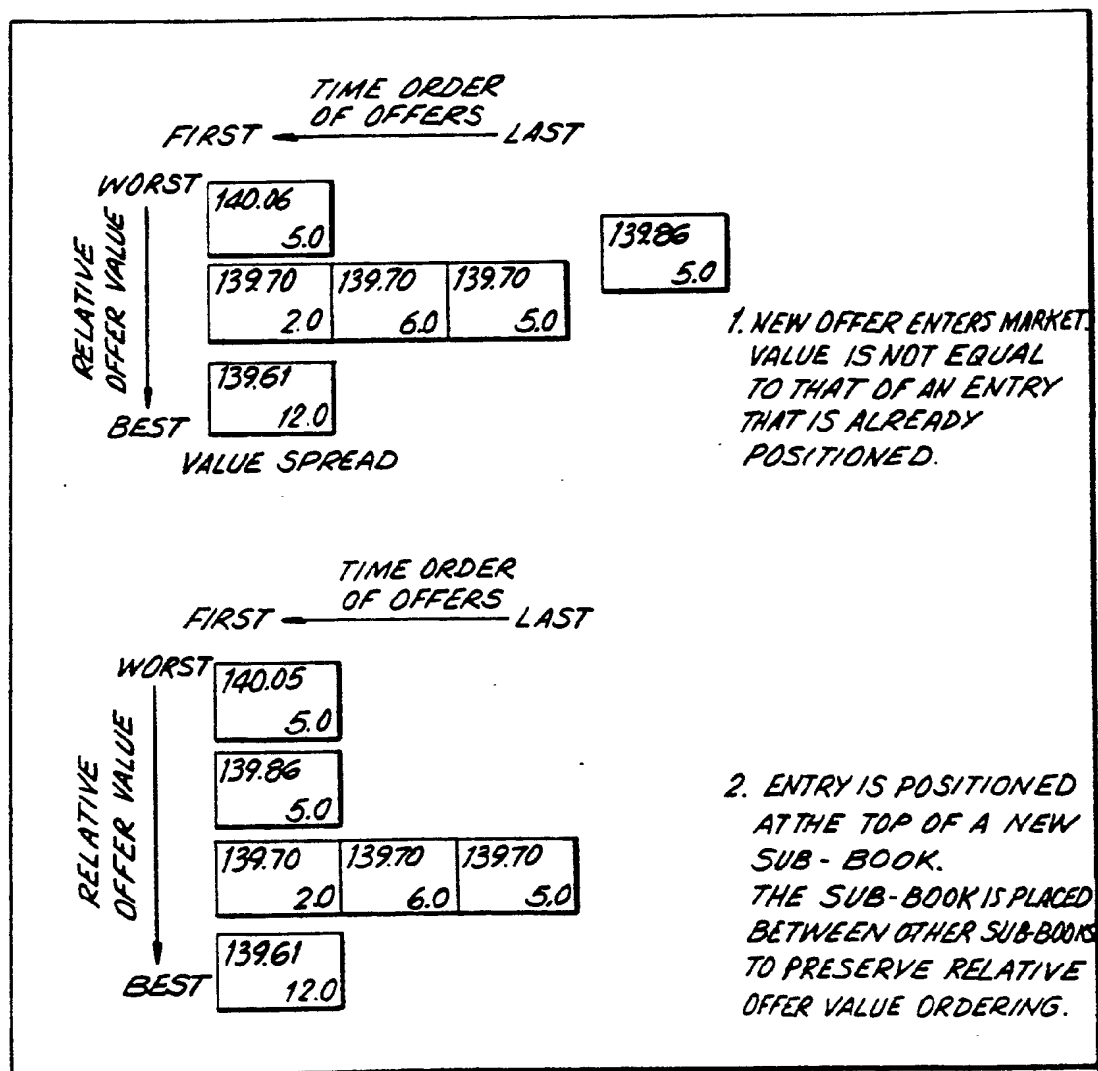 TIME ORDER
OF OFFERS
FIRST LAST
WORST
RELATIVE
OFFER VALUE
BEST
140.06
5.0
139.70 139.70 139.70
2.0 6.0 5.0
139.61
12.0
VALUE SPREAD
139.86
5.0
1. NEW OFFER ENTERS MARKET.
VALUE IS NOT EQUAL
TO THAT OF AN ENTRY
THAT IS ALREADY
POSITIONED.
TIME ORDER
OF OFFERS
FIRST LAST
WORST
RELATIVE
OFFER VALUE
BEST
140.05
5.0
139.86
5.0
139.70 139.70 139.70
2.0 6.0 5.0
139.61
12.0
2. ENTRY IS POSITIONED
AT THE TOP OF A NEW
SUB-BOOK.
THE SUB-BOOK IS PLACED
BETWEEN OTHER SUB-BOOKS
TO PRESERVE RELATIVE
OFFER VALUE ORDERING.